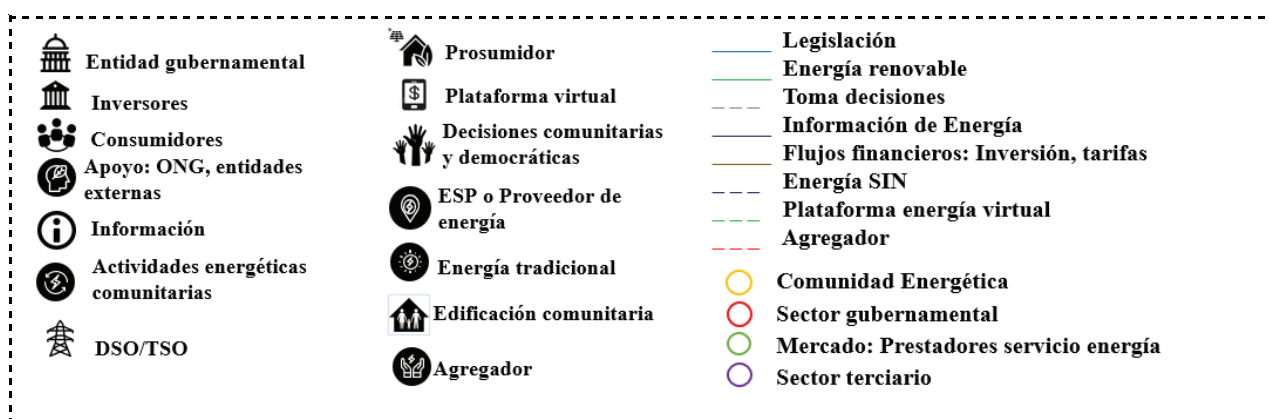 Entidad gubernamental
Inversores
Consumidores
Apoyo: ONG, entidades
externas
Información
Actividades energéticas
comunitarias
DSO/TSO
Prosumidor
$
Plataforma virtual
Decisiones comunitarias
y democráticas
ESP o Proveedor de
energía
Energía tradicional
Edificación comunitaria
Agregador
Legislación
Energía renovable
Toma decisiones
Información de Energía
Flujos financieros: Inversión, tarifas
Energía SIN
Plataforma energía virtual
Agregador
Comunidad Energética
Sector gubernamental
Mercado: Prestadores servicio energía
Sector terciario